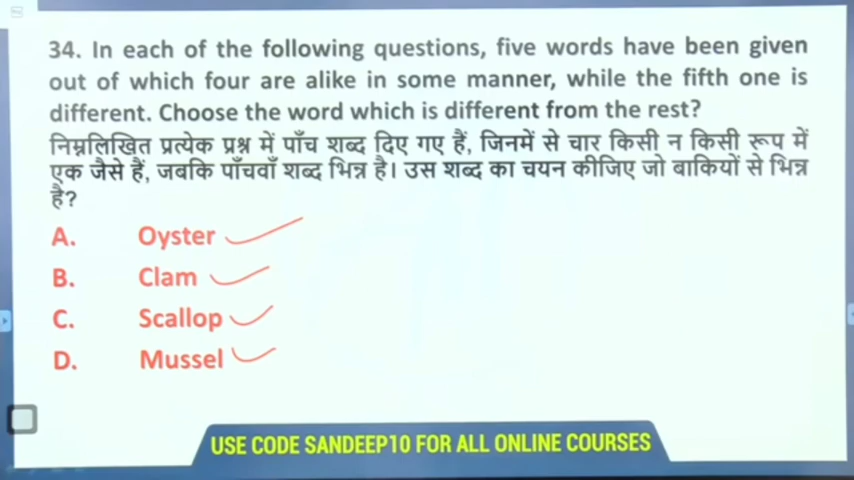 34. In each of the following questions, five words have been given
out of which four are alike in some manner, while the fifth one is
different. Choose the word which is different from the rest?
निम्नलिखित प्रत्येक प्रश्न में पाँच शब्द दिए गए हैं, जिनमें से चार किसी न किसी रूप में
एक जैसे हैं, जबकि पाँचवाँ शब्द भिन्न है। उस शब्द का चयन कीजिए जो बाकियों से भिन्न
है?
A. Oyster
B. Clam
C. Scallop
D. Mussel
USE CODE SANDEEP10 FOR ALL ONLINE COURSES